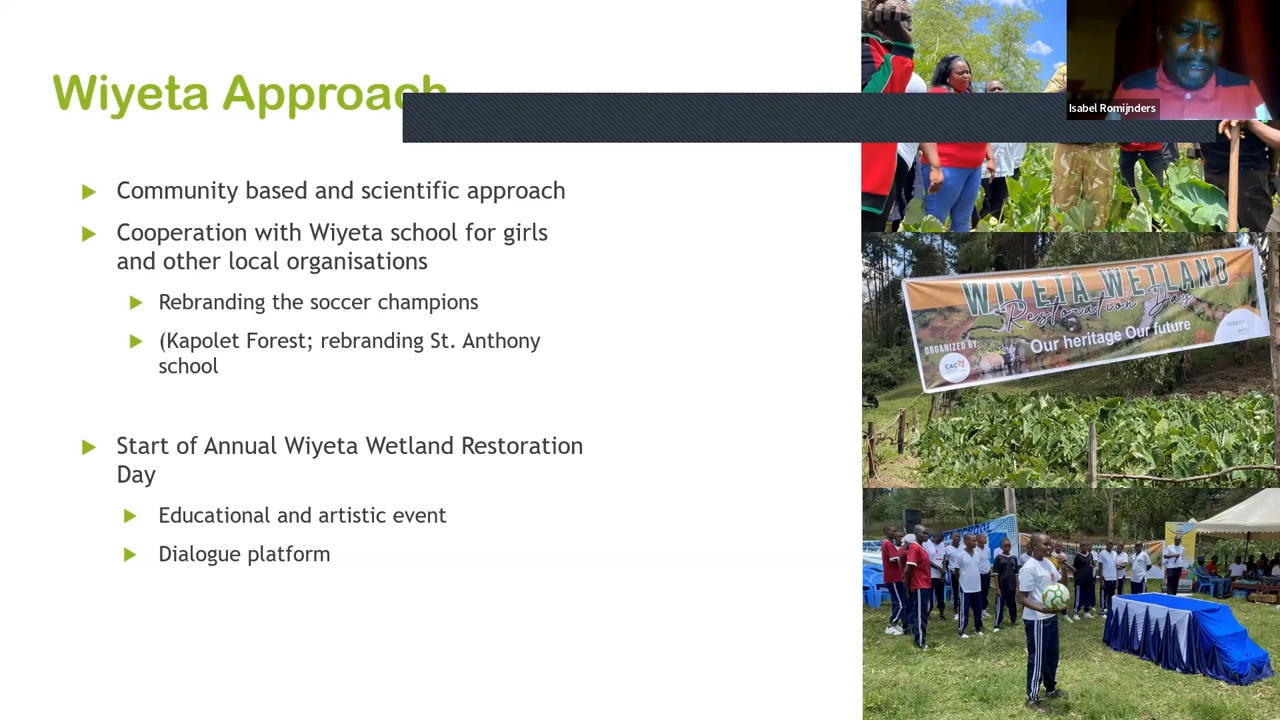 Wiyeta Approach
Isabel Romijnders
Community based and scientific approach
Cooperation with Wiyeta school for girls
and other local organisations
Rebranding the soccer champions
(Kapolet Forest; rebranding St. Anthony
school
Start of Annual Wiyeta Wetland Restoration
Day
Educational and artistic event
Dialogue platform
WIYETA WETLAND
Restoration Day
Our heritage Our future
ORGANIZED BY:
CAC
SCHOOL